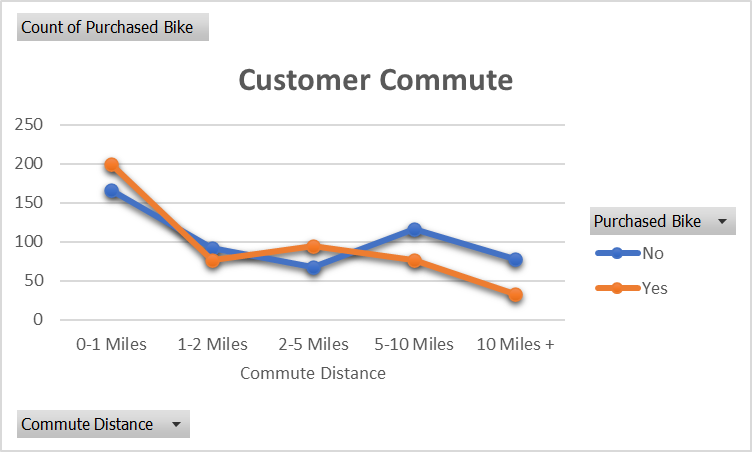 Count of Purchased Bike
Customer Commute
250
200
150
100
50
0
0-1 Miles 1-2 Miles 2-5 Miles 5-10 Miles 10 Miles +
Commute Distance
Purchased Bike
No
Yes
Commute Distance